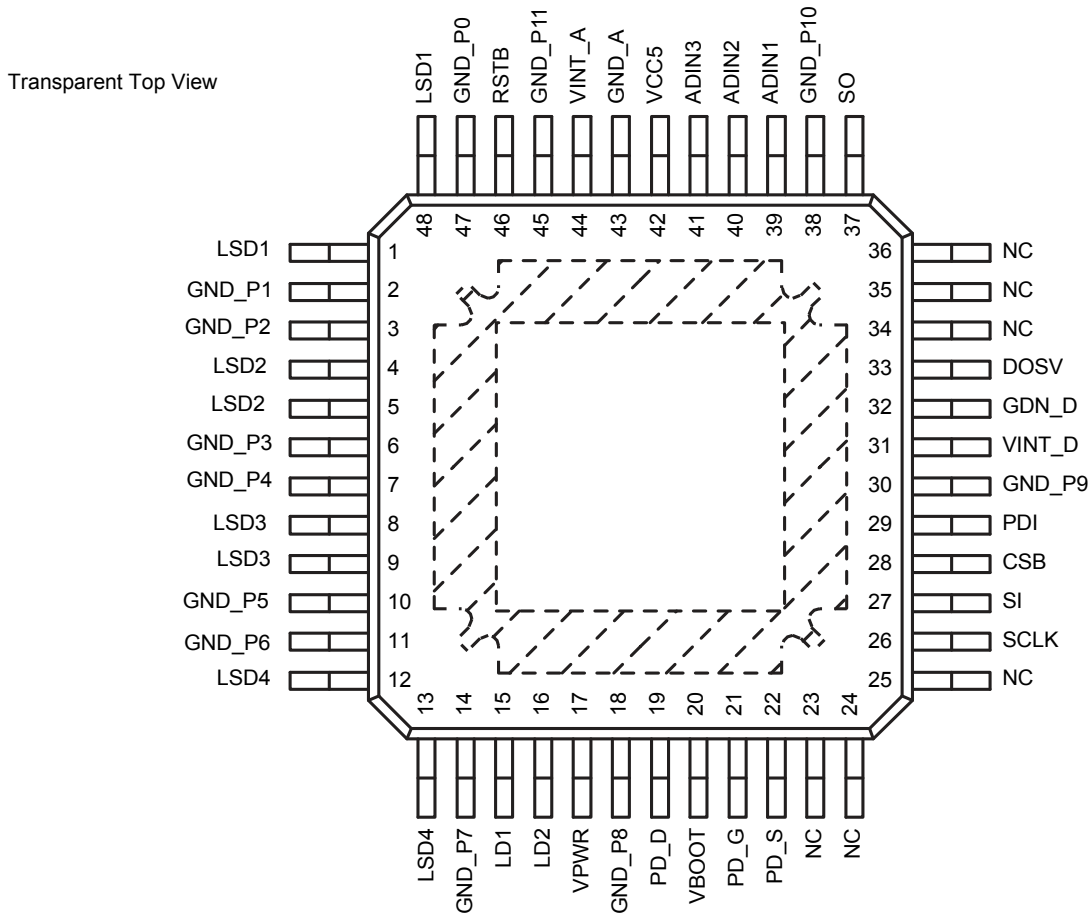 Transparent Top View
LSD1
GND_P0
RSTB
GND_P11
VINT_A
GND_A
VCC5
ADIN3
ADIN2
ADIN1
GND_P10
SO
48
47
46
45
44
43
42
41
40
39
38
37
LSD1 1
GND_P1 2
GND_P2 3
LSD2 4
LSD2 5
GND_P3 6
GND_P4 7
LSD3 8
LSD3 9
GND_P5 10
GND_P6 11
LSD4 12
36 NC
35 NC
34 NC
33 DOSV
32 GDN_D
31 VINT_D
30 GND_P9
29 PDI
28 CSB
27 SI
26 SCLK
25 NC
13
14
15
16
17
18
19
20
21
22
23
24
LSD4
GND_P7
LD1
LD2
VPWR
GND_P8
PD_D
VBOOT
PD_G
PD_S
NC
NC